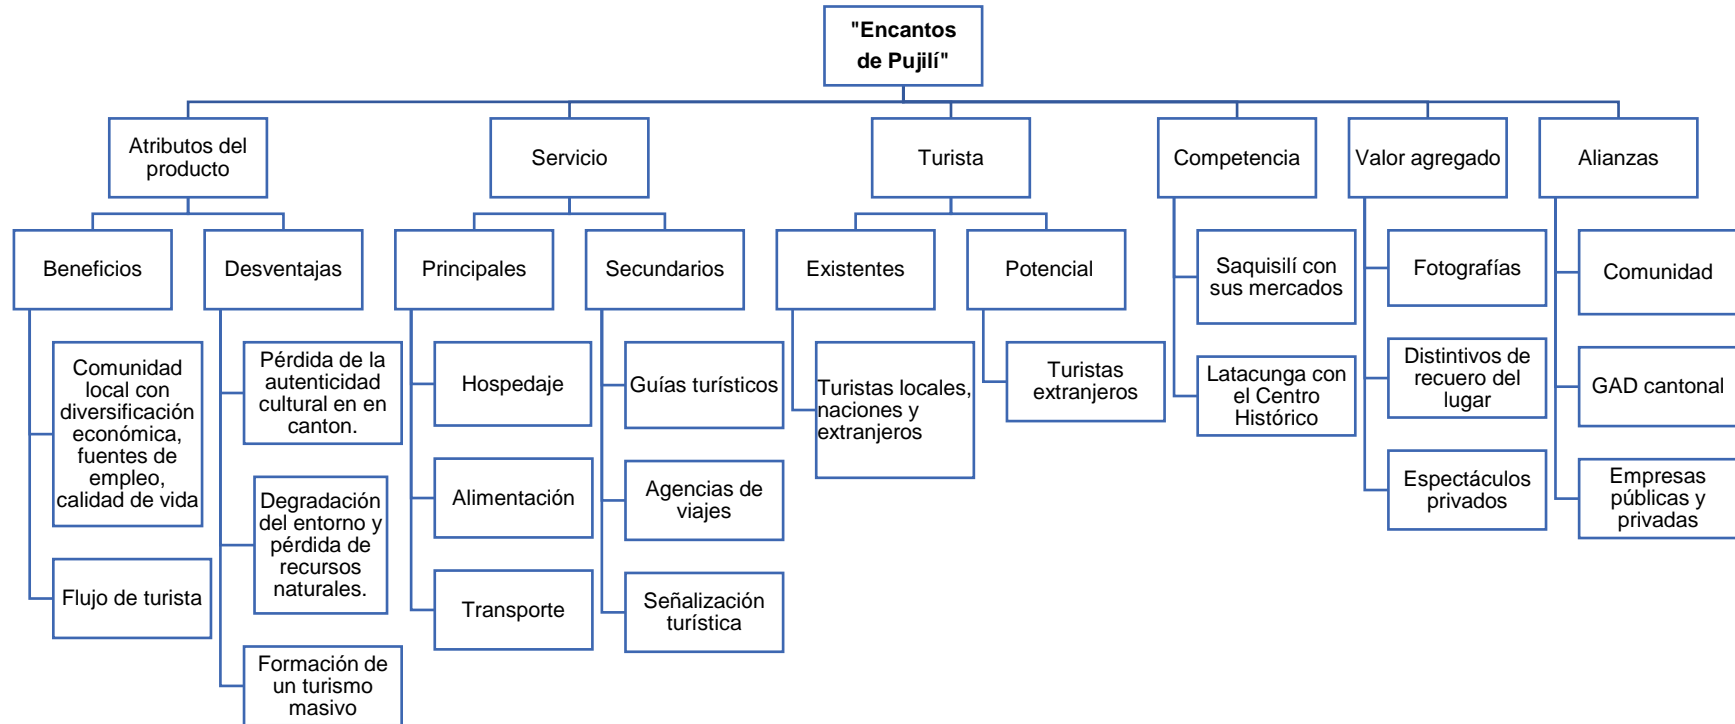 "Encantos
de Pujilí"
Atributos del
producto
Servicio
Turista
Competencia
Valor agregado
Alianzas
Beneficios
Desventajas
Principales
Secundarios
Existentes
Potencial
Comunidad
local con
diversificación
económica,
fuentes de
empleo,
calidad de vida
Flujo de turista
Pérdida de la
autenticidad
cultural en en
canton.
Degradación
del entorno y
pérdida de
recursos
naturales.
Formación de
un turismo
masivo
Hospedaje
Alimentación
Transporte
Guías turísticos
Agencias de
viajes
Señalización
turística
Turistas locales,
naciones y
extranjeros
Turistas
extranjeros
Saquisilí con
sus mercados
Latacunga con
el Centro
Histórico
Fotografías
Distintivos de
recuero del
lugar
Espectáculos
privados
Comunidad
GAD cantonal
Empresas
públicas y
privadas